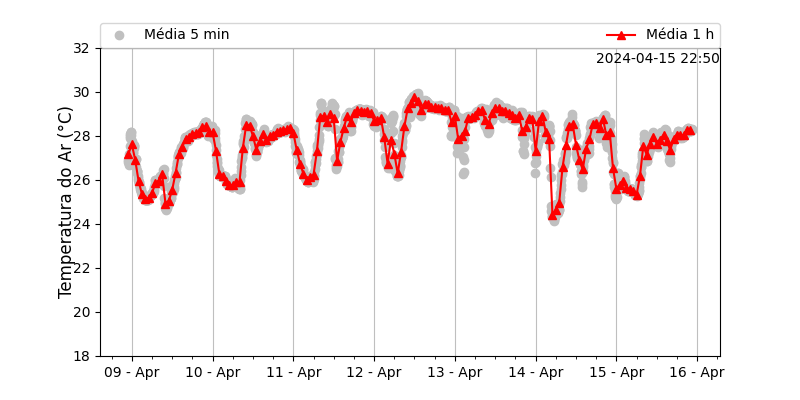 Média 5 min
Média 1 h
2024-04-15 22:50
Temperatura do Ar (°C)
32
30
28
26
24
22
20
18
09 - Apr
10 - Apr
11 - Apr
12 - Apr
13 - Apr
14 - Apr
15 - Apr
16 - Apr